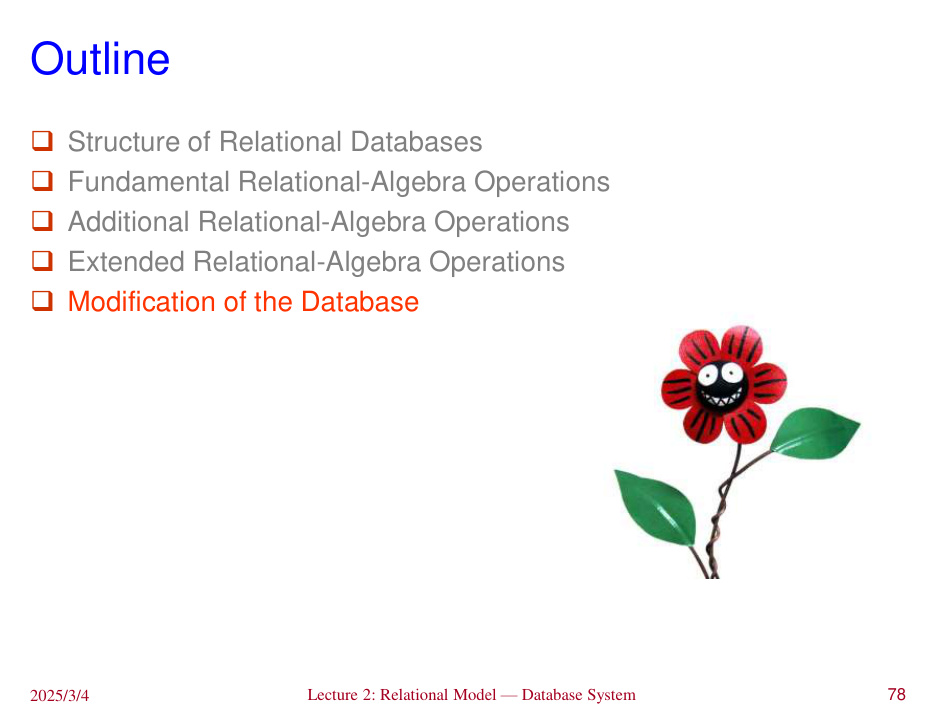 Outline
❑ Structure of Relational Databases
❑ Fundamental Relational-Algebra Operations
❑ Additional Relational-Algebra Operations
❑ Extended Relational-Algebra Operations
❑ Modification of the Database
2025/3/4
Lecture 2: Relational Model — Database System
78